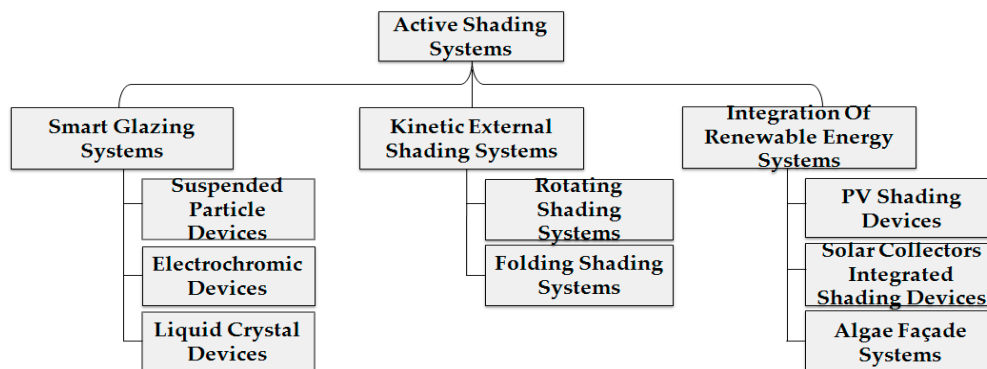 Active Shading
Systems
Smart Glazing
Systems
Kinetic External
Shading Systems
Integration Of
Renewable Energy
Systems
Suspended
Particle
Devices
Electrochromic
Devices
Liquid Crystal
Devices
Rotating
Shading
Systems
Folding Shading
Systems
PV Shading
Devices
Solar Collectors
Integrated
Shading Devices
Algae Façade
Systems